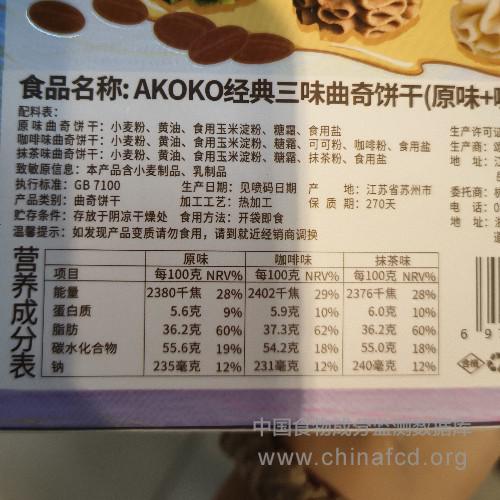 食品名称: AKOKO经典三味曲奇饼干(原味+
配料表:
原味曲奇饼干: 小麦粉、黄油、食用玉米淀粉、糖霜、食用盐
咖啡味曲奇饼干: 小麦粉、黄油、食用玉米淀粉、糖霜、可可粉、咖啡粉、食用盐
抹茶味曲奇饼干: 小麦粉、黄油、食用玉米淀粉、糖霜、抹茶粉、食用盐
致敏原信息: 本产品含小麦制品、乳制品
执行标准: GB 7100 生产日期: 见喷码日期 产 地: 江苏省苏州市
产品类别: 曲奇饼干 加工工艺: 热加工 保 质 期: 270天
贮存条件: 存放于阴凉干燥处 食用方法: 开袋即食
温馨提示: 如发现产品变质请勿食用, 请到就近经销商调换
生产许可证
生产商:
地 址: 江
委托商:
电 话: 0
地 址:
营养成分表
原味 咖啡味 抹茶味
项目 每100克 NRV% 每100克 NRV% 每100克 NRV%
能量 2380千焦 28% 2402千焦 29% 2376千焦 28%
蛋白质 5.6克 9% 5.9克 10% 6.0克 10%
脂肪 36.2克 60% 37.3克 62% 36.2克 60%
碳水化合物 55.6克 19% 54.2克 18% 55.0克 18%
钠 235毫克 12% 231毫克 12% 240毫克 12%
6 9
中国食物成分监测数据库
www.chinafcd.org